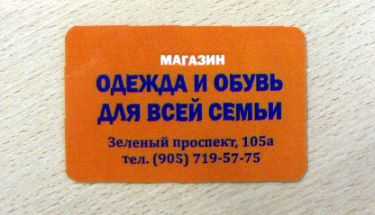 МАГАЗИН
ОДЕЖДА И ОБУВЬ
ДЛЯ ВСЕЙ СЕМЬИ
Зеленый проспект, 105а
тел. (905) 719-57-75